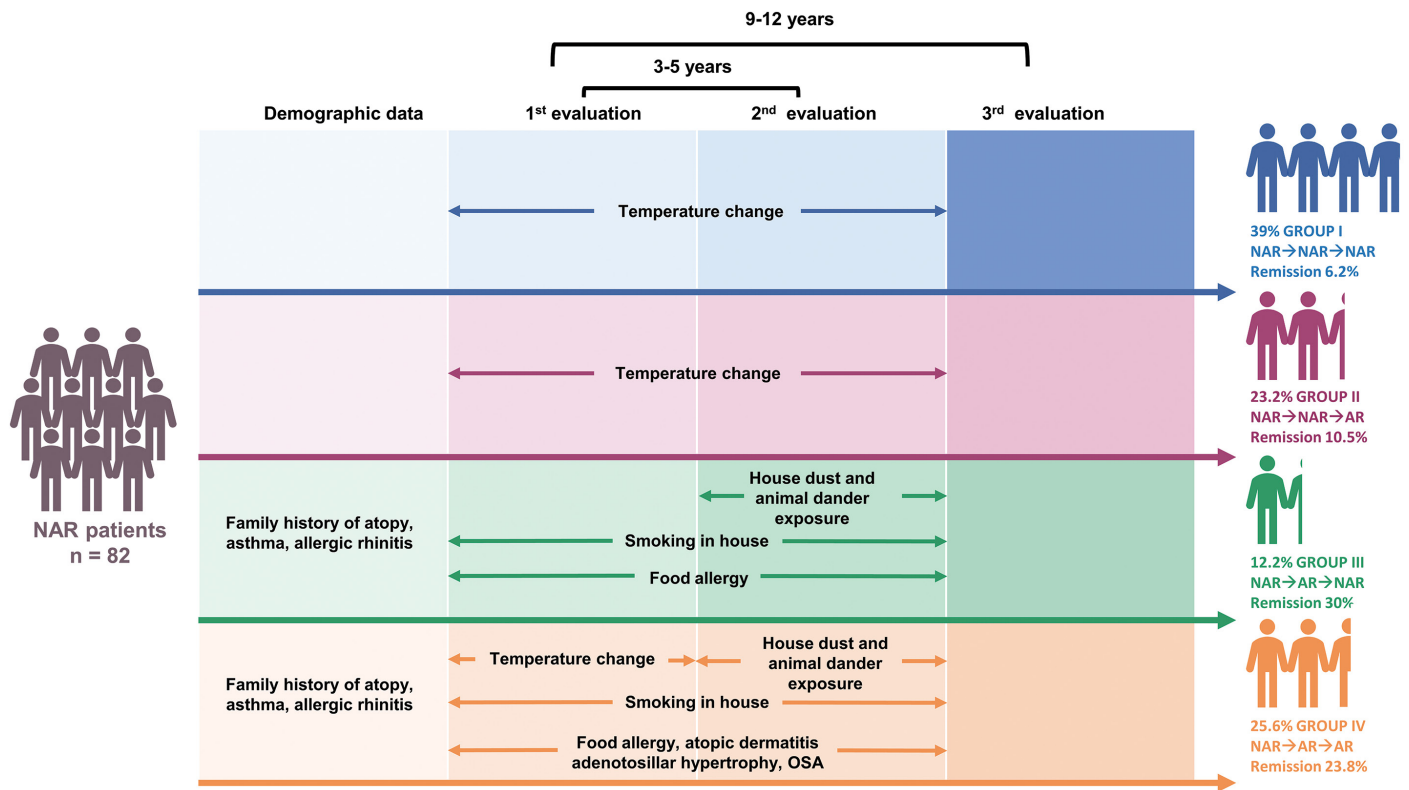 9-12 years
3-5 years
Demographic data
1st evaluation
2nd evaluation
3rd evaluation
Temperature change
39% GROUP I
NAR→NAR→NAR
Remission 6.2%
Temperature change
23.2% GROUP II
NAR→NAR→AR
Remission 10.5%
NAR patients
n = 82
Family history of atopy,
asthma, allergic rhinitis
House dust and
animal dander
exposure
Smoking in house
Food allergy
12.2% GROUP III
NAR→AR→NAR
Remission 30%
Family history of atopy,
asthma, allergic rhinitis
Temperature change
House dust and
animal dander
exposure
Smoking in house
Food allergy, atopic dermatitis
adenotosillar hypertrophy, OSA
25.6% GROUP IV
NAR→AR→AR
Remission 23.8%